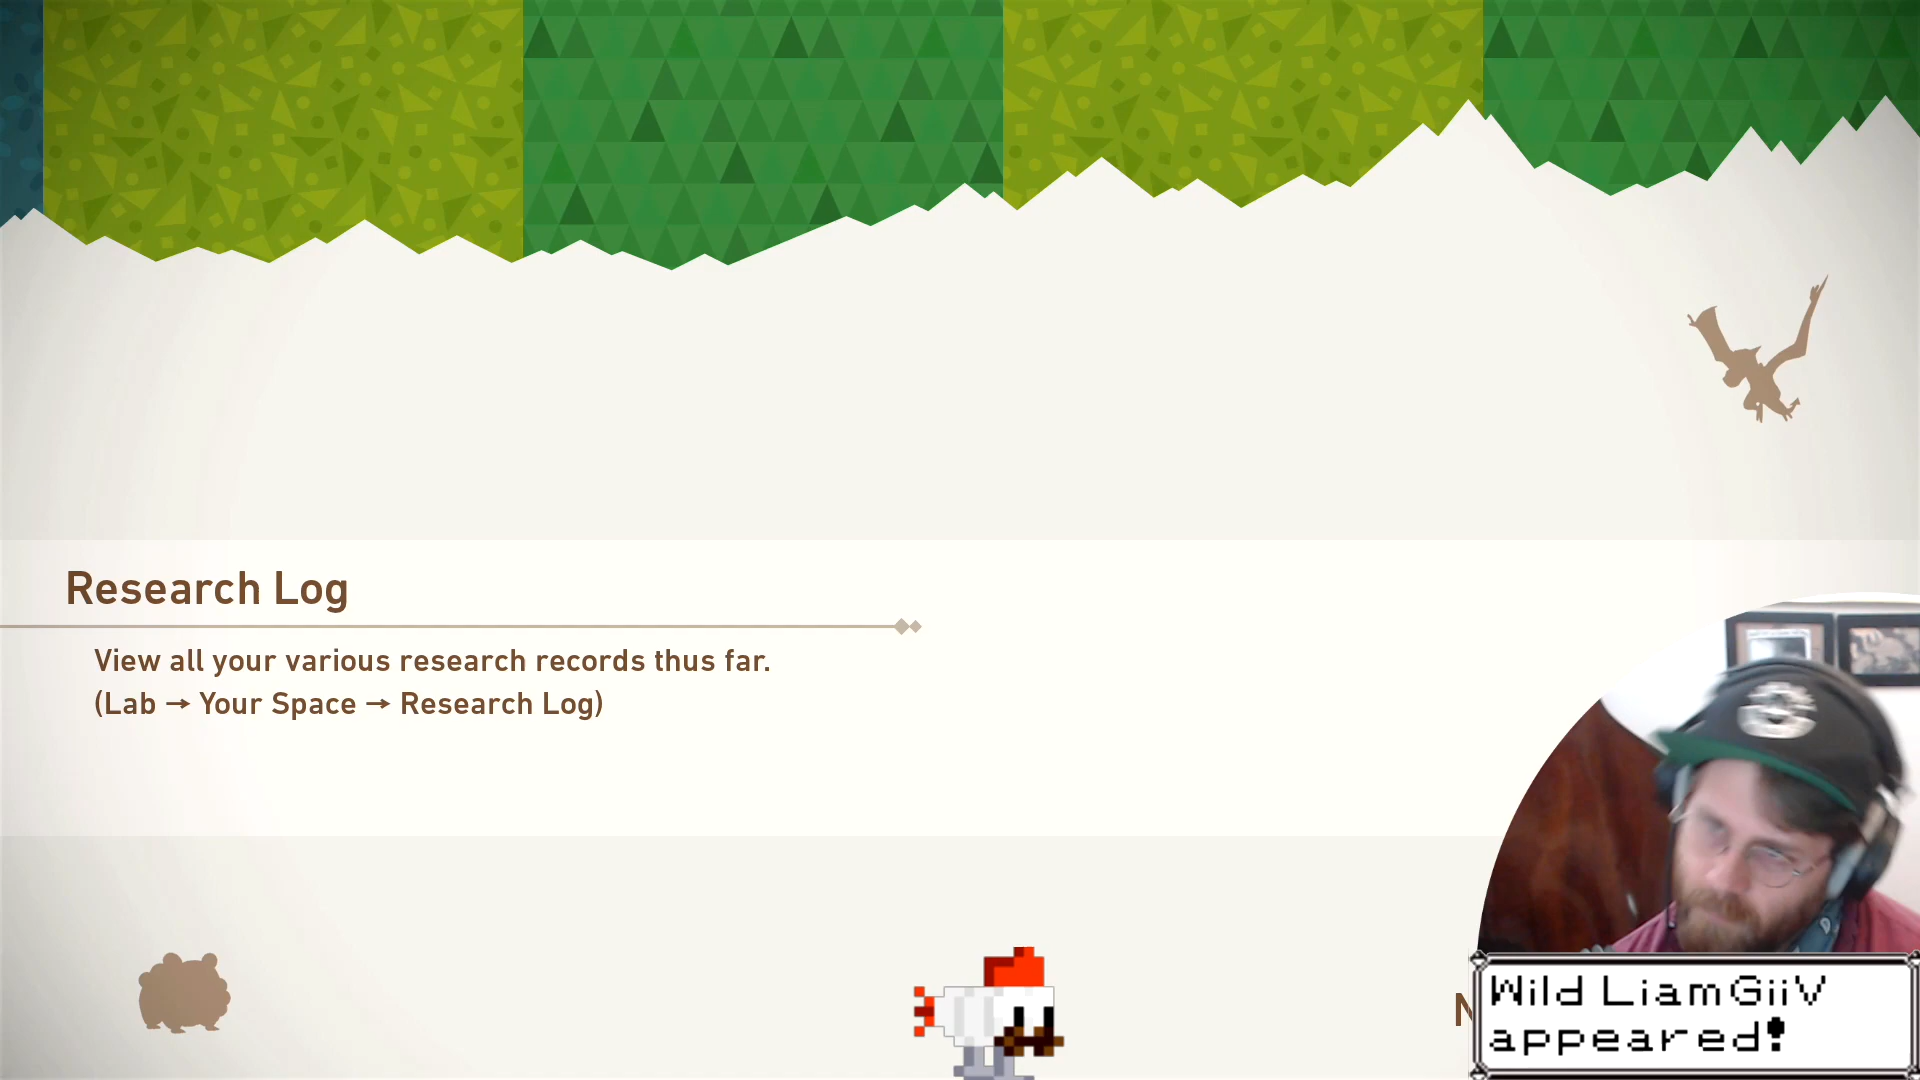 Research Log
View all your various research records thus far.
(Lab → Your Space → Research Log)
N
Wild LiamGiiV
appeared!